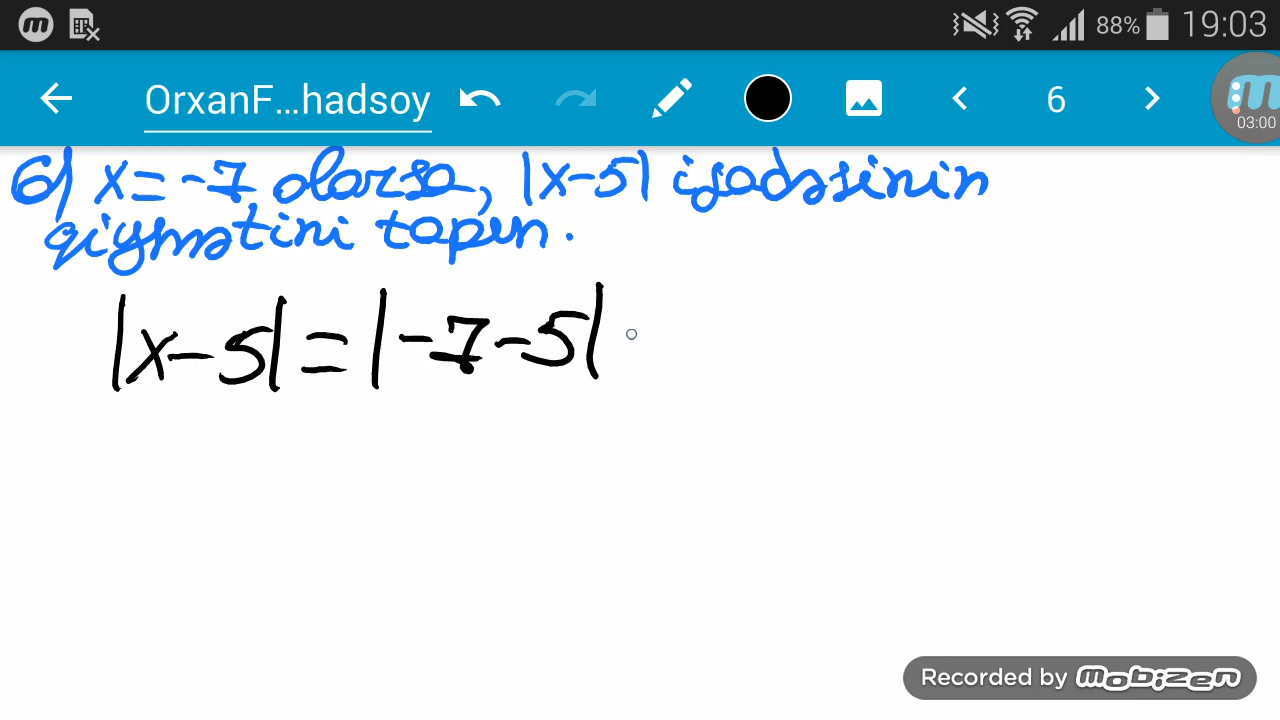 88% 19:03
OrxanF...hadsoy 6
03:00
6) x=-7 olarsa, |x-5| ifadəsinin
qiymətini tapın.
|x-5|=|-7-5|
Recorded by mobizen